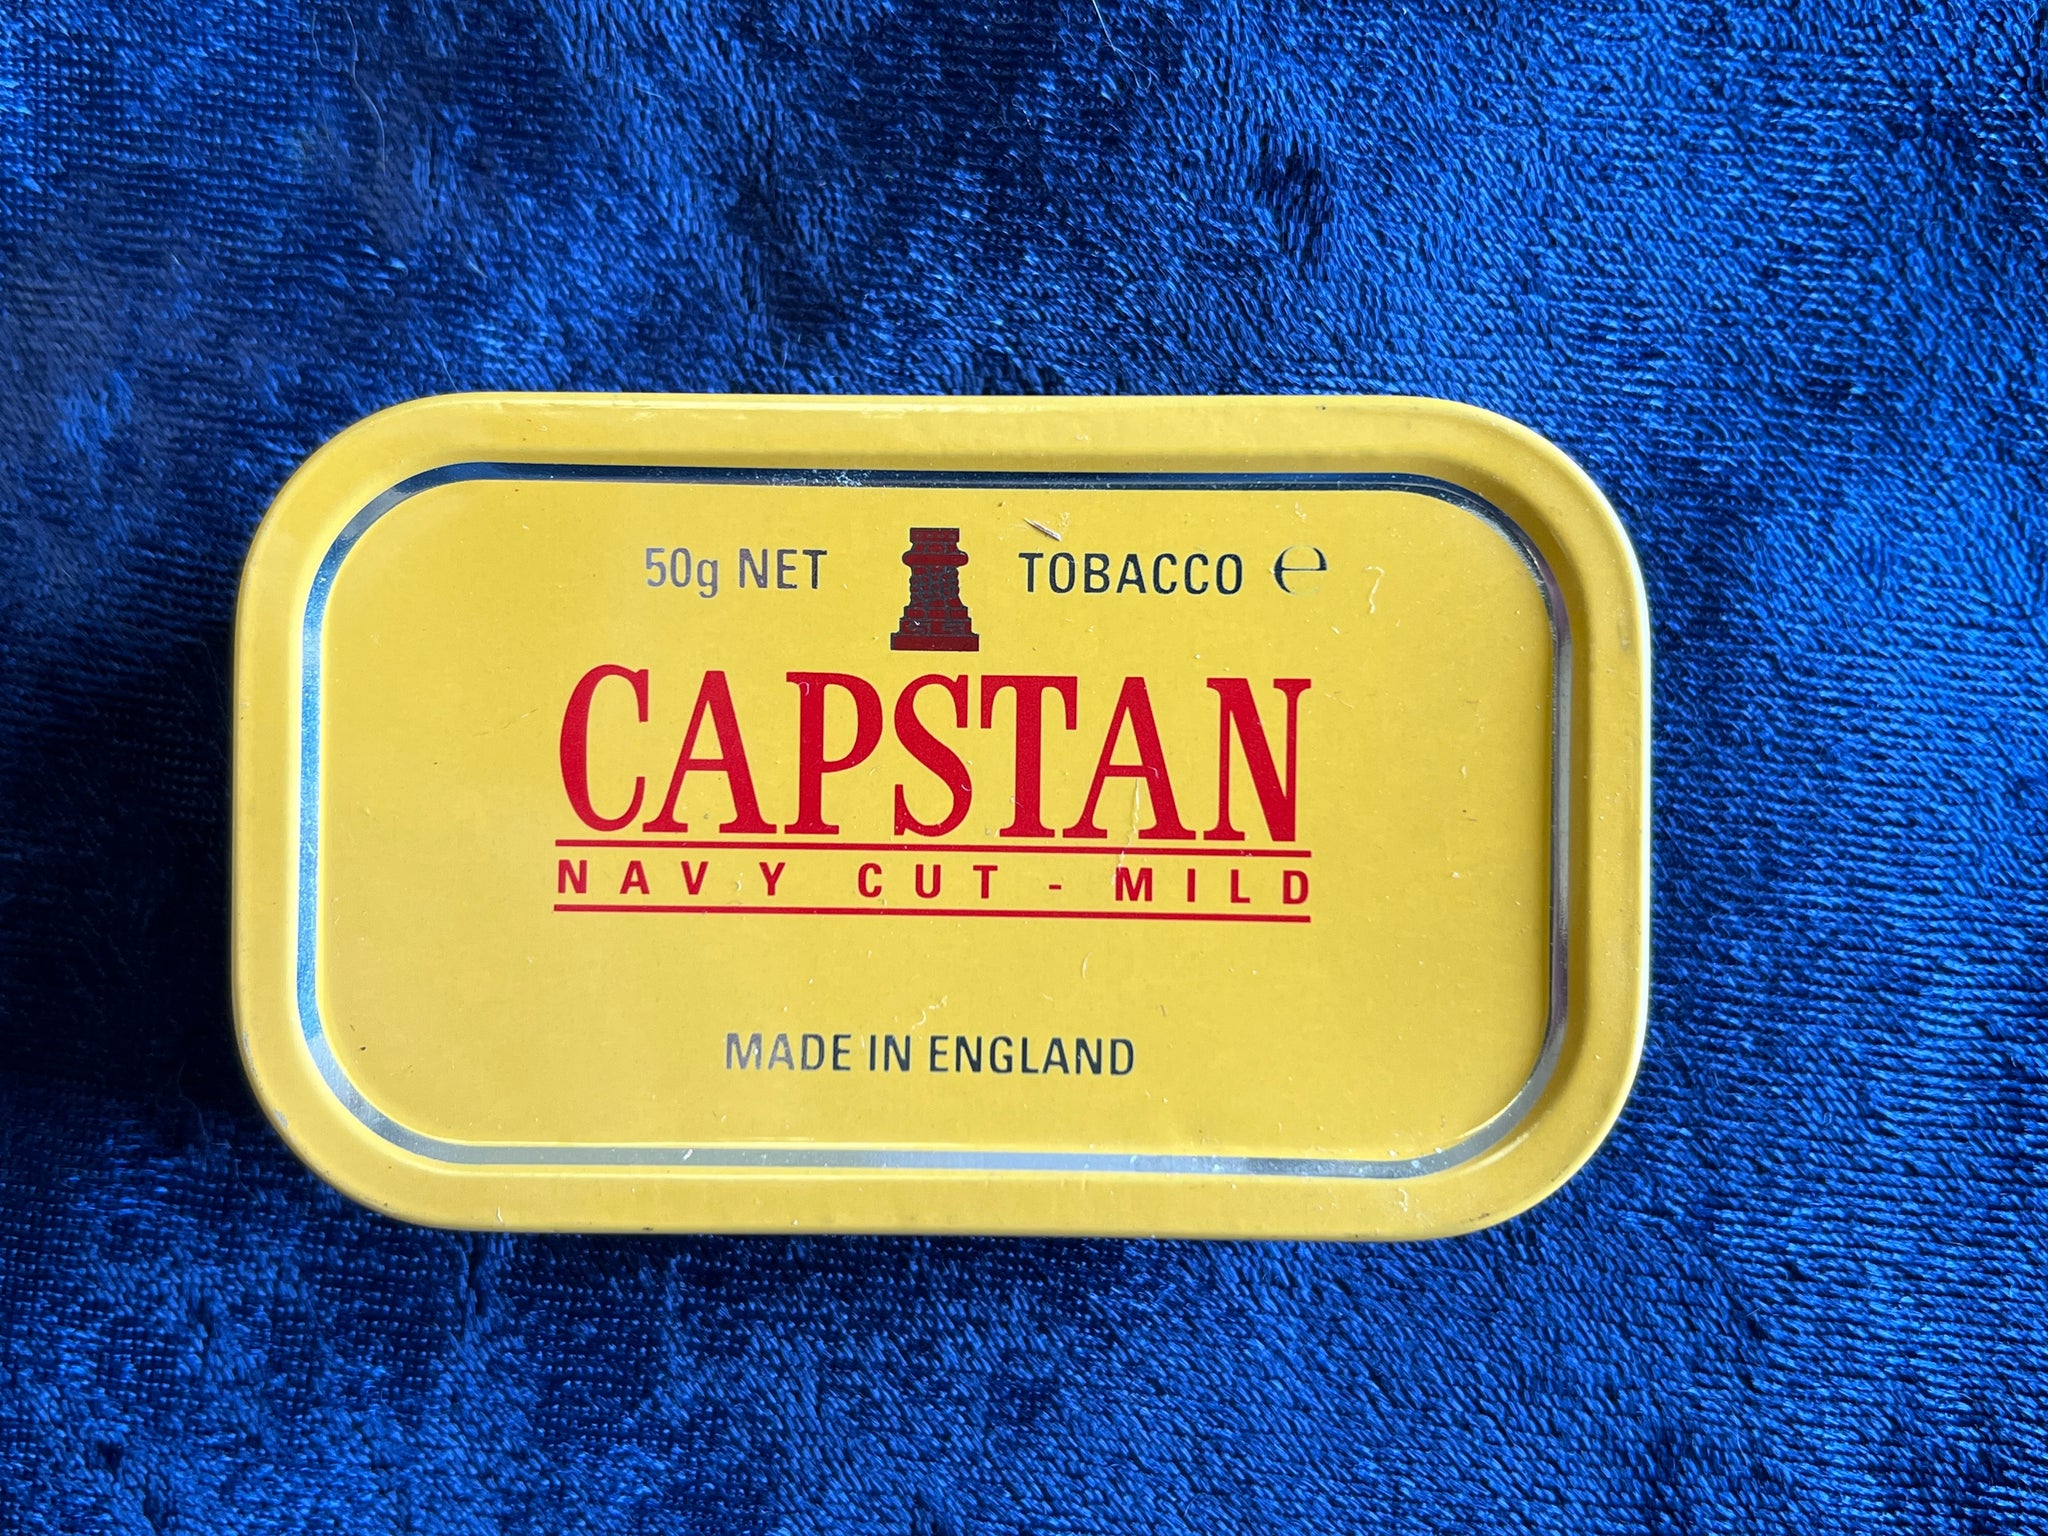 50g NET TOBACCO ℮
CAPSTAN
NAVY CUT - MILD
MADE IN ENGLAND